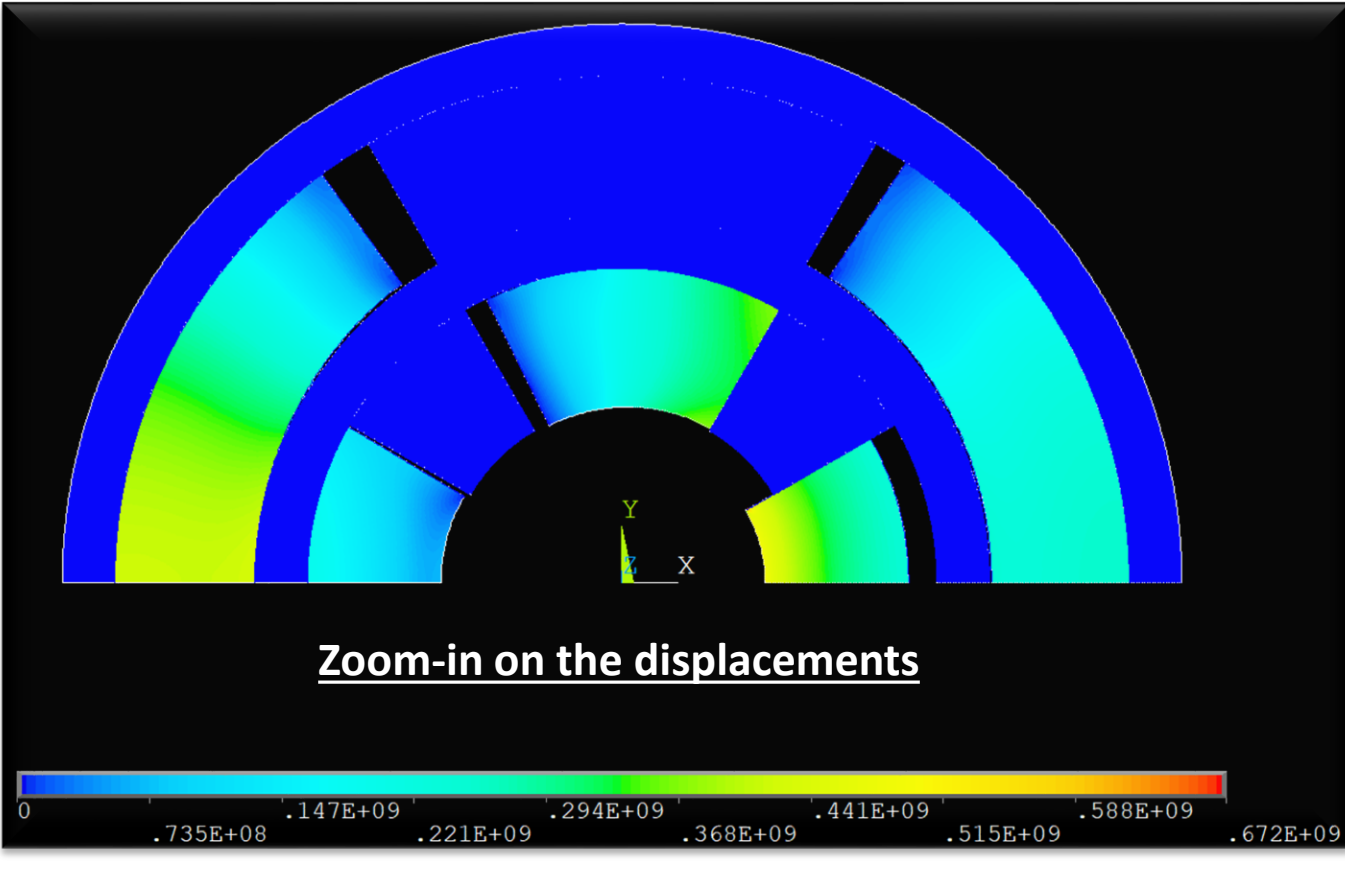 Y
Z
X
Zoom-in on the displacements
0 .147E+09 .294E+09 .441E+09 .588E+09
.735E+08 .221E+09 .368E+09 .515E+09 .672E+09